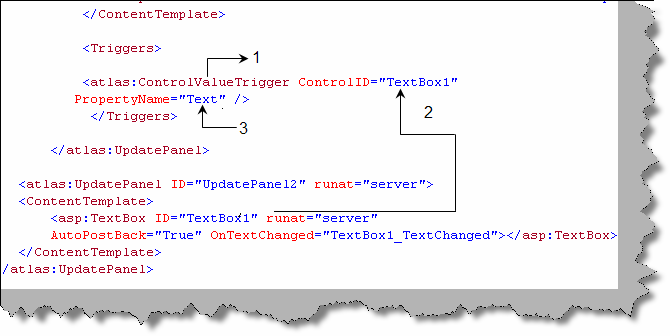 </ContentTemplate>
<Triggers>
1
<atlas:ControlValueTrigger ControlID="TextBox1"
PropertyName="Text" />
2
</Triggers>
3
</atlas:UpdatePanel>
<atlas:UpdatePanel ID="UpdatePanel2" runat="server">
<ContentTemplate>
<asp:TextBox ID="TextBox1" runat="server"
AutoPostBack="True" OnTextChanged="TextBox1_TextChanged"></asp:TextBox>
</ContentTemplate>
/atlas:UpdatePanel>